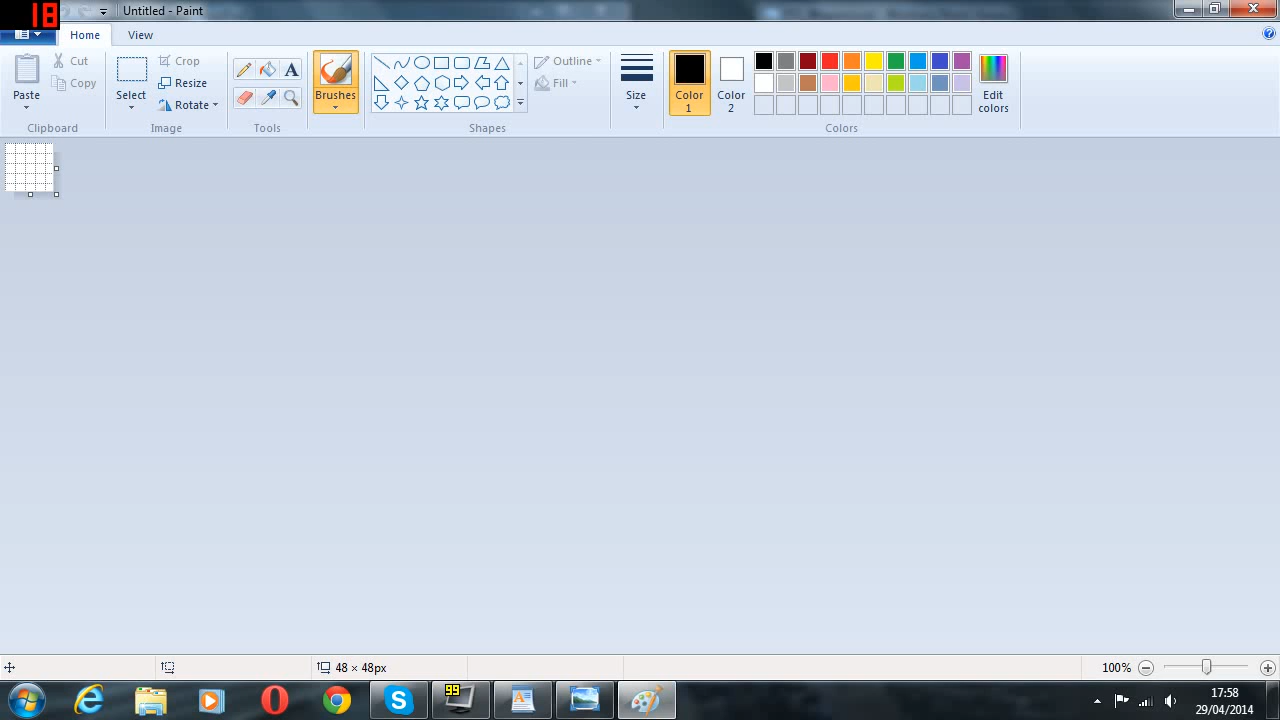 18
Untitled - Paint
Home View
Paste
Cut
Copy
Clipboard
Select
Crop
Resize
Rotate
Image
A
Tools
Brushes
Shapes
Outline
Fill
Size
Color
1
Color
2
Edit
colors
Colors
48 × 48px
100%
99
17:58
29/04/2014